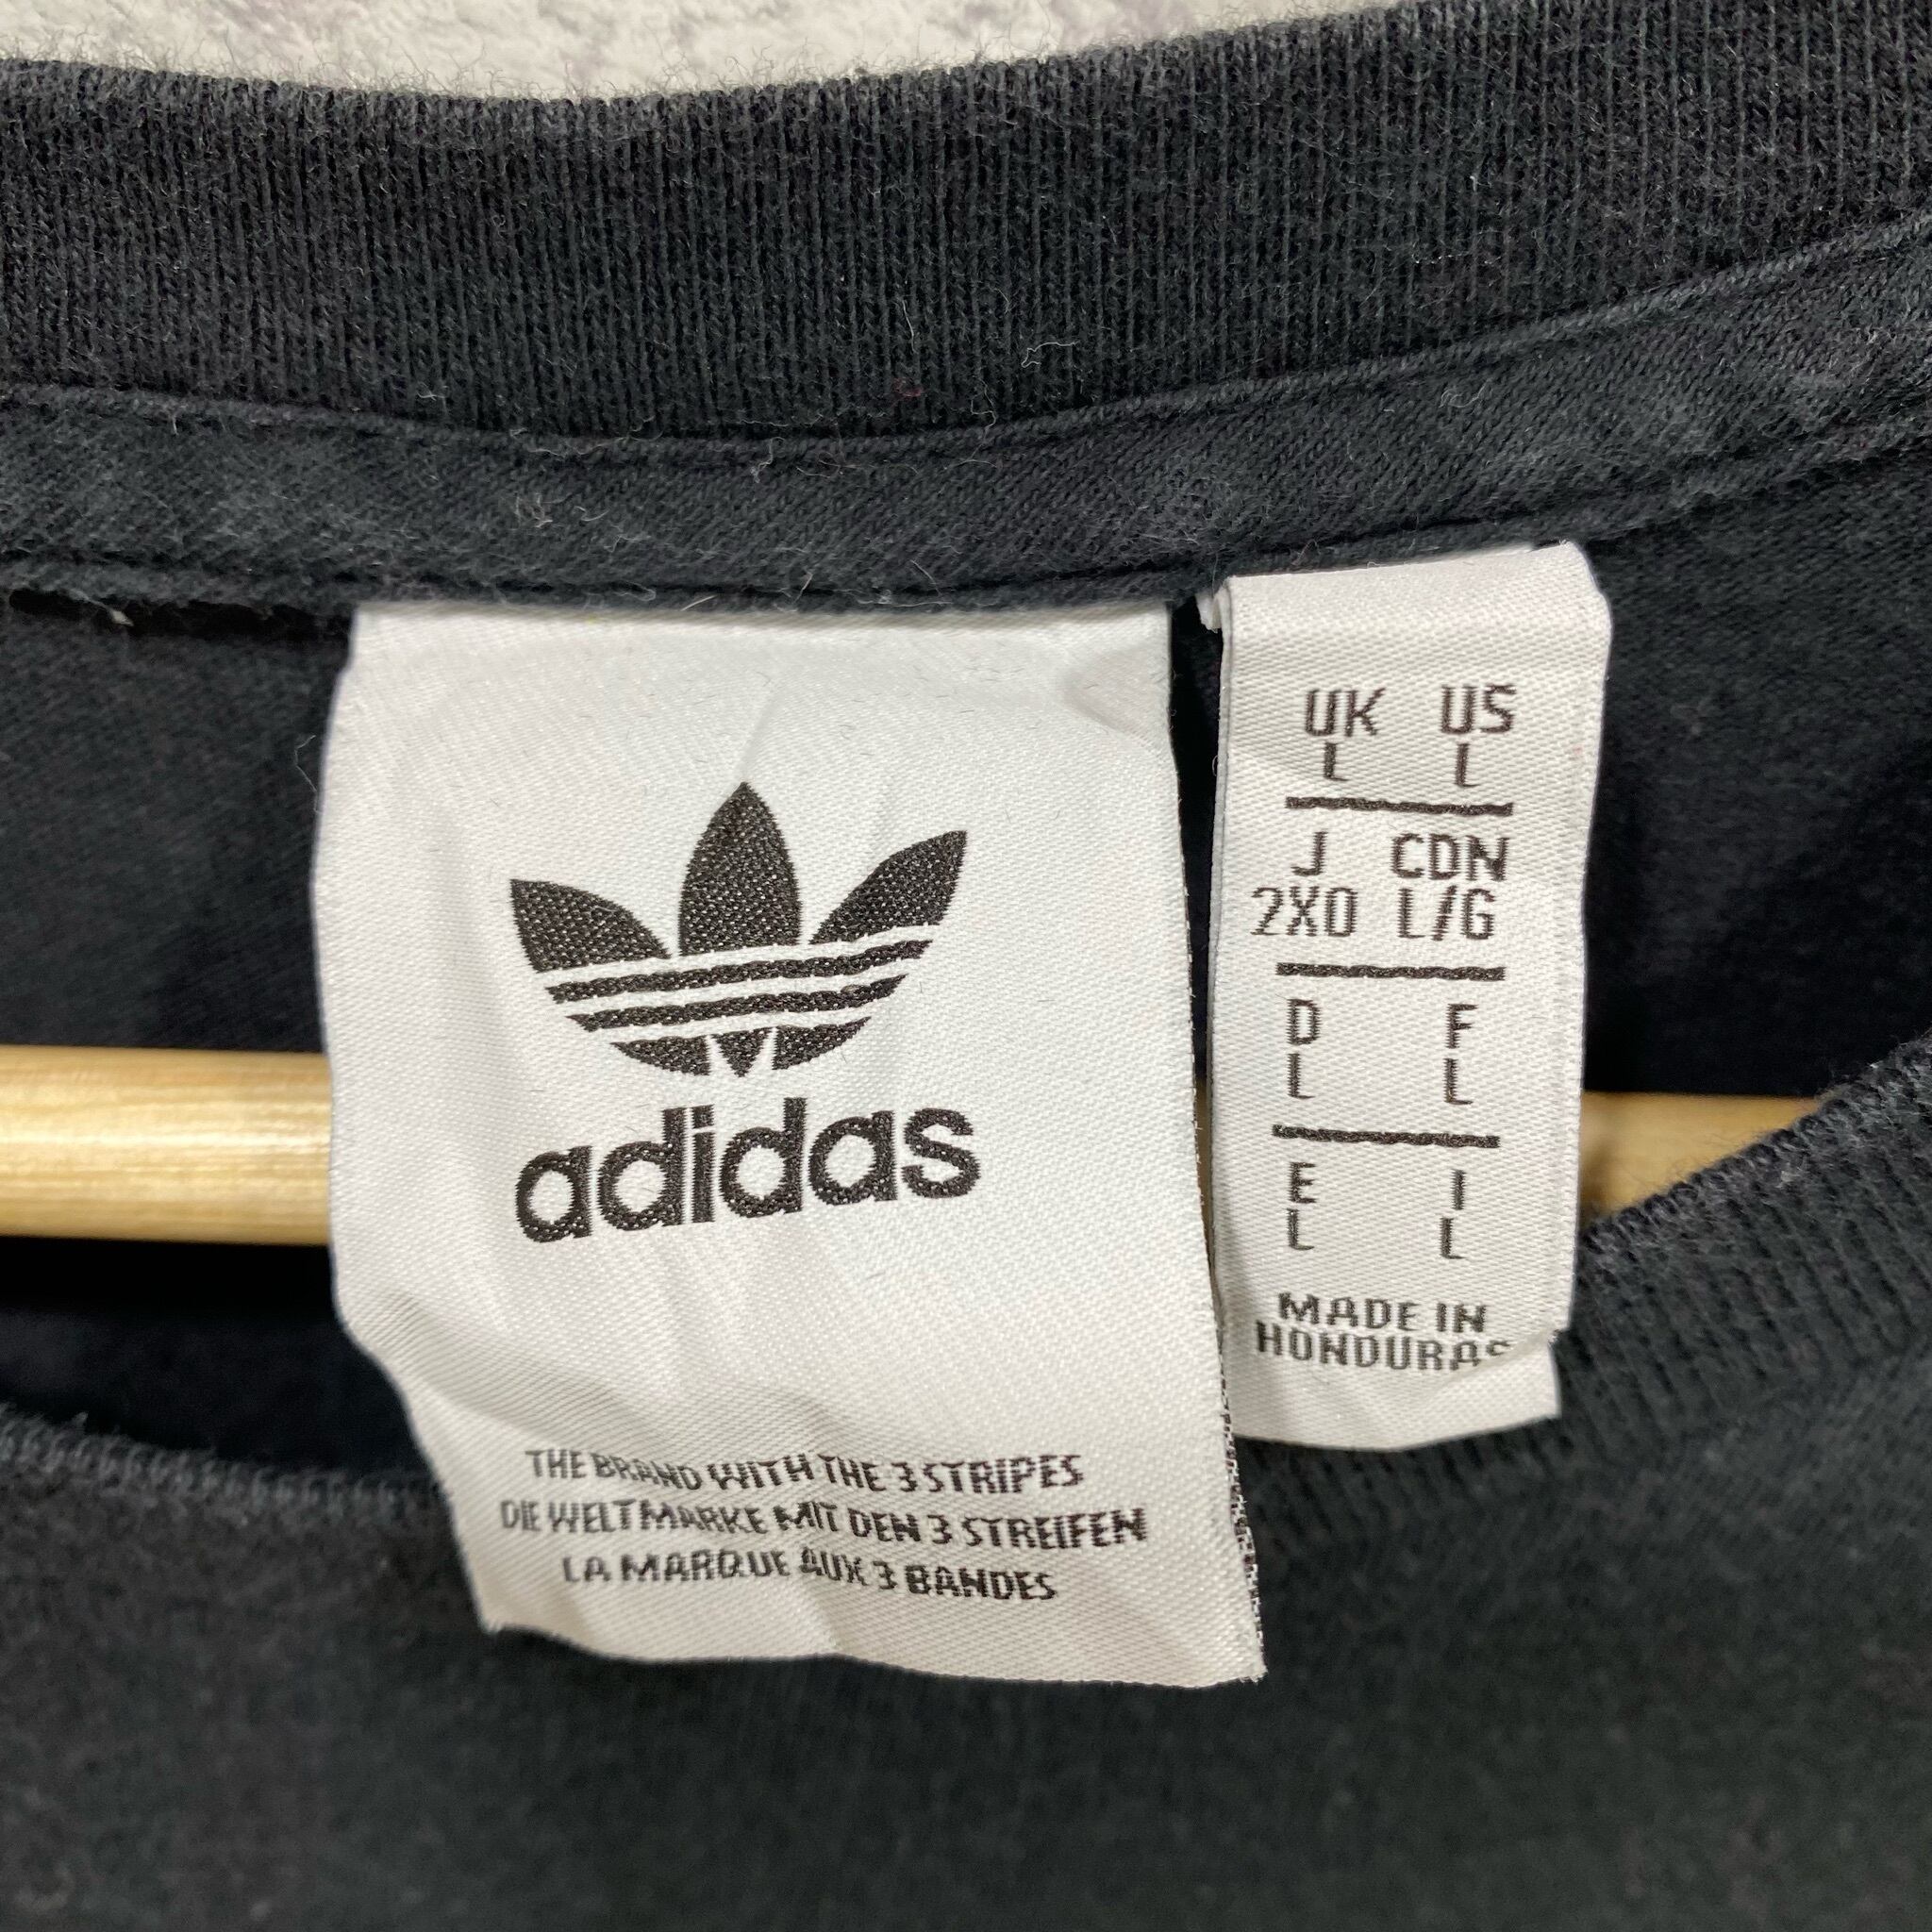 adidas
THE BRAND WITH THE 3 STRIPES
DIE WELTMARKE MIT DEN 3 STREIFEN
LA MARQUE AUX 3 BANDES
UK US
L L
J CDN
2XO L/G
D F
L L
E I
L L
MADE IN
HONDURAS